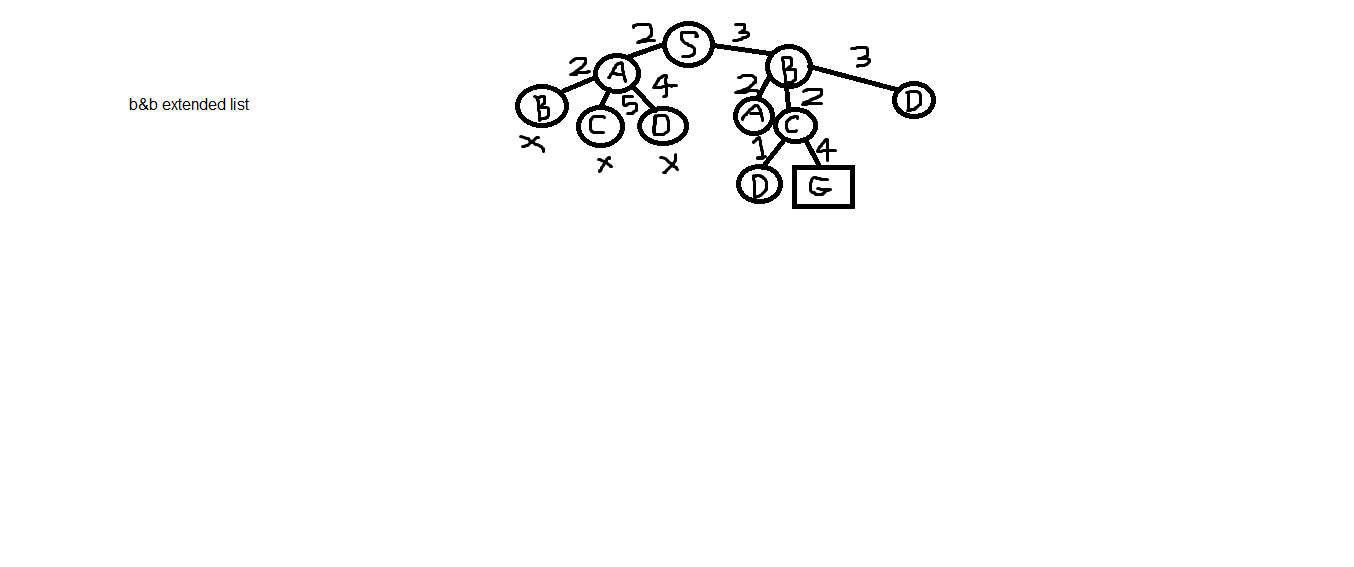 2 S 3
2 A 4 B 3
b&b extended list B 5 2 2 D
C D A C
x 1 4
x x
D G